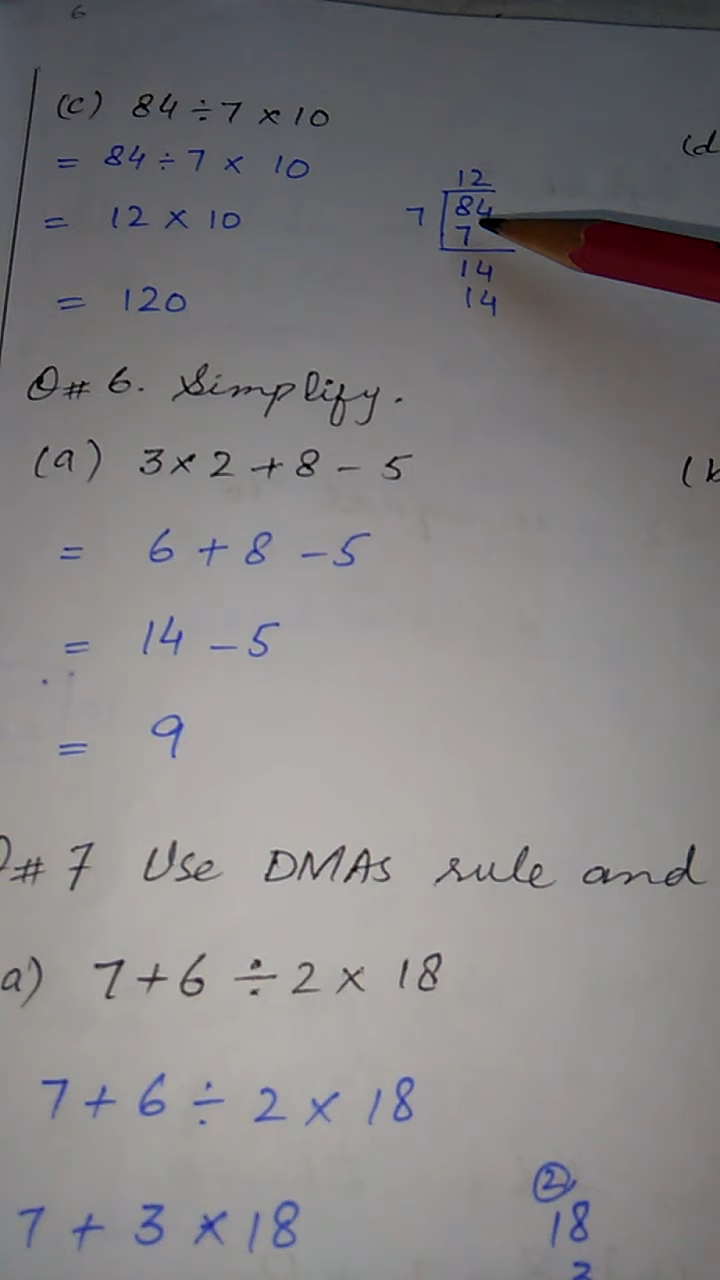 6
(c) 84 ÷ 7 × 10
= 84 ÷ 7 × 10
= 12 × 10
= 120
12
7 84
7
14
14
(d
Q# 6. Simplify.
(a) 3 × 2 + 8 - 5
(b
= 6 + 8 - 5
= 14 - 5
= 9
Q# 7 Use DMAS rule and
a) 7 + 6 ÷ 2 × 18
7 + 6 ÷ 2 × 18
7 + 3 × 18
2
18
3